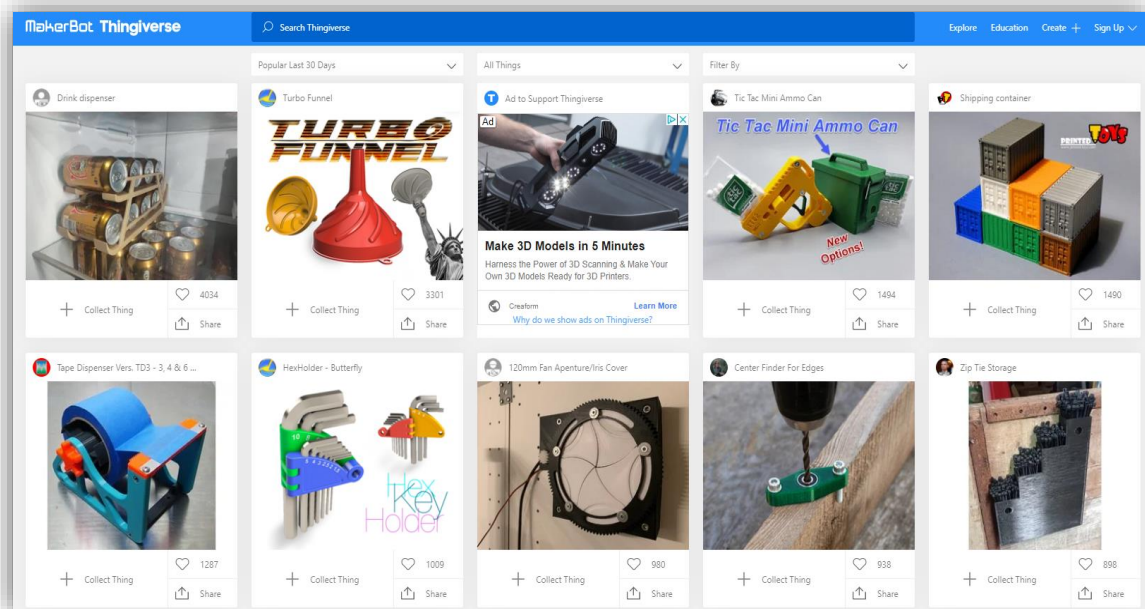 MakerBot Thingiverse
Search Thingiverse
Explore Education Create + Sign Up
Popular Last 30 Days
All Things
Filter By
Drink dispenser
Collect Thing
4034
Share
Turbo Funnel
TURBO
FUNNEL
Collect Thing
3301
Share
Ad to Support Thingiverse
Ad
Make 3D Models in 5 Minutes
Harness the Power of 3D Scanning & Make Your
Own 3D Models Ready for 3D Printers.
Creaform
Learn More
Why do we show ads on Thingiverse?
Tic Tac Mini Ammo Can
Tic Tac Mini Ammo Can
New
Options!
Collect Thing
1494
Share
Shipping container
PRINTED TOYS
Collect Thing
1490
Share
Tape Dispenser Vers. TD3 - 3, 4 & 6 ...
Collect Thing
1287
Share
HexHolder - Butterfly
Hex
Key
Holder
Collect Thing
1009
Share
120mm Fan Aperture/Iris Cover
Collect Thing
980
Share
Center Finder For Edges
Collect Thing
938
Share
Zip Tie Storage
Collect Thing
898
Share